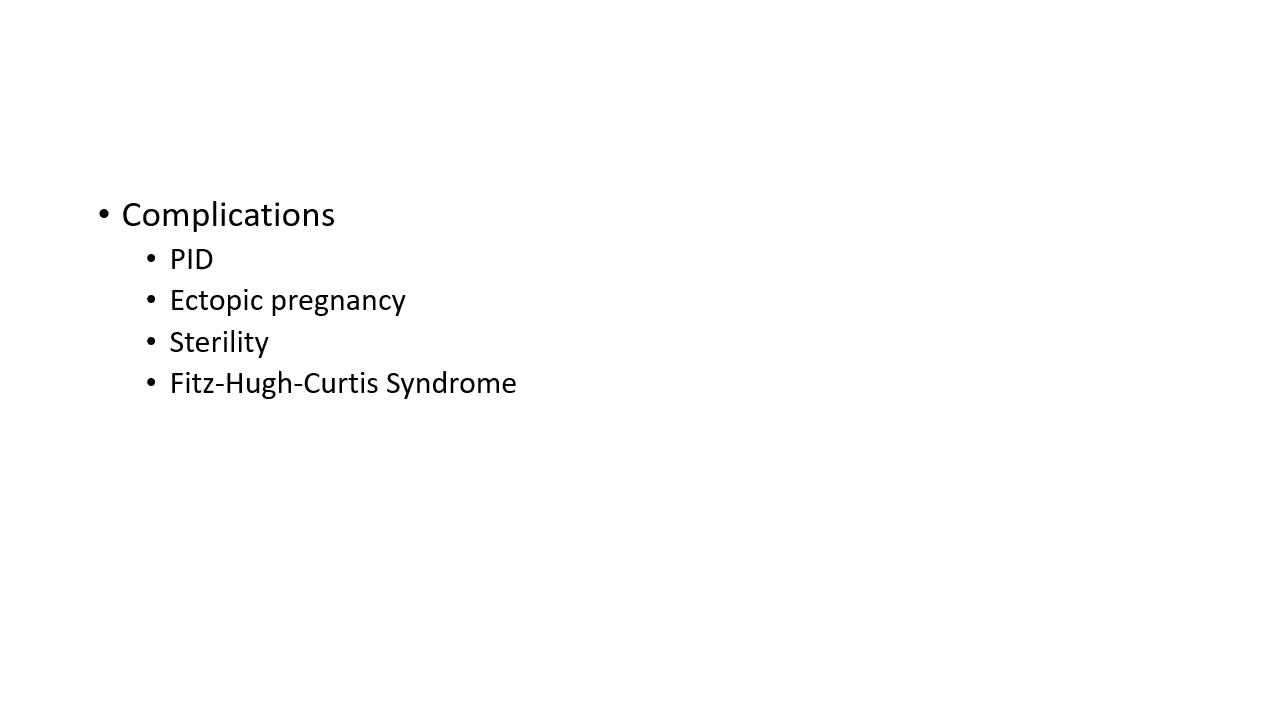 • Complications
• PID
• Ectopic pregnancy
• Sterility
• Fitz-Hugh-Curtis Syndrome